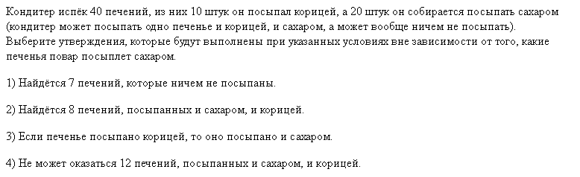 Кондитер испёк 40 печений, из них 10 штук он посыпал корицей, а 20 штук он собирается посыпать сахаром
(кондитер может посыпать одно печенье и корицей, и сахаром, а может вообще ничем не посыпать).
Выберите утверждения, которые будут выполнены при указанных условиях вне зависимости от того, какие
печенья повар посыплет сахаром.
1) Найдётся 7 печений, которые ничем не посыпаны.
2) Найдётся 8 печений, посыпанных и сахаром, и корицей.
3) Если печенье посыпано корицей, то оно посыпано и сахаром.
4) Не может оказаться 12 печений, посыпанных и сахаром, и корицей.